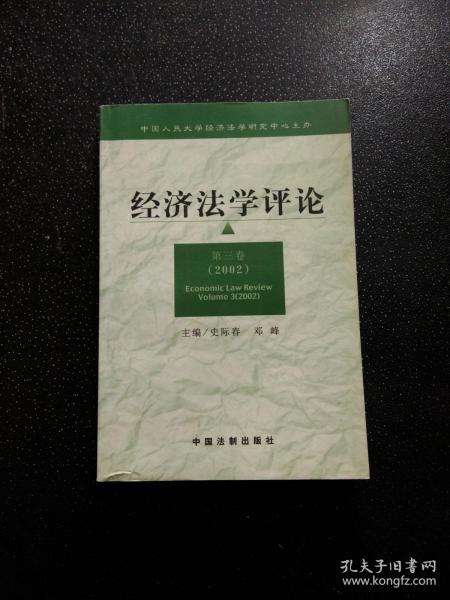 中国人民大学经济法学研究中心主办
经济法学评论
第三卷
(2002)
Economic Law Review
Volume 3(2002)
主编/史际春 邓峰
中国法制出版社
孔夫子旧书网
www.kongfz.com